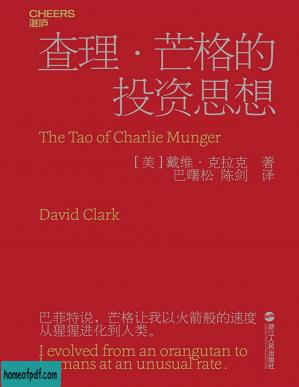 CHEERS
湛庐
查理·芒格的
投资思想
The Tao of Charlie Munger
[美]戴维·克拉克 著
巴曙松 陈剑 译
David Clark
巴菲特说，芒格让我以火箭般的速度
从猩猩进化到人类。
I evolved from an orangutan to
humans at an unusual rate.
浙江人民出版社
homeofpdf.com